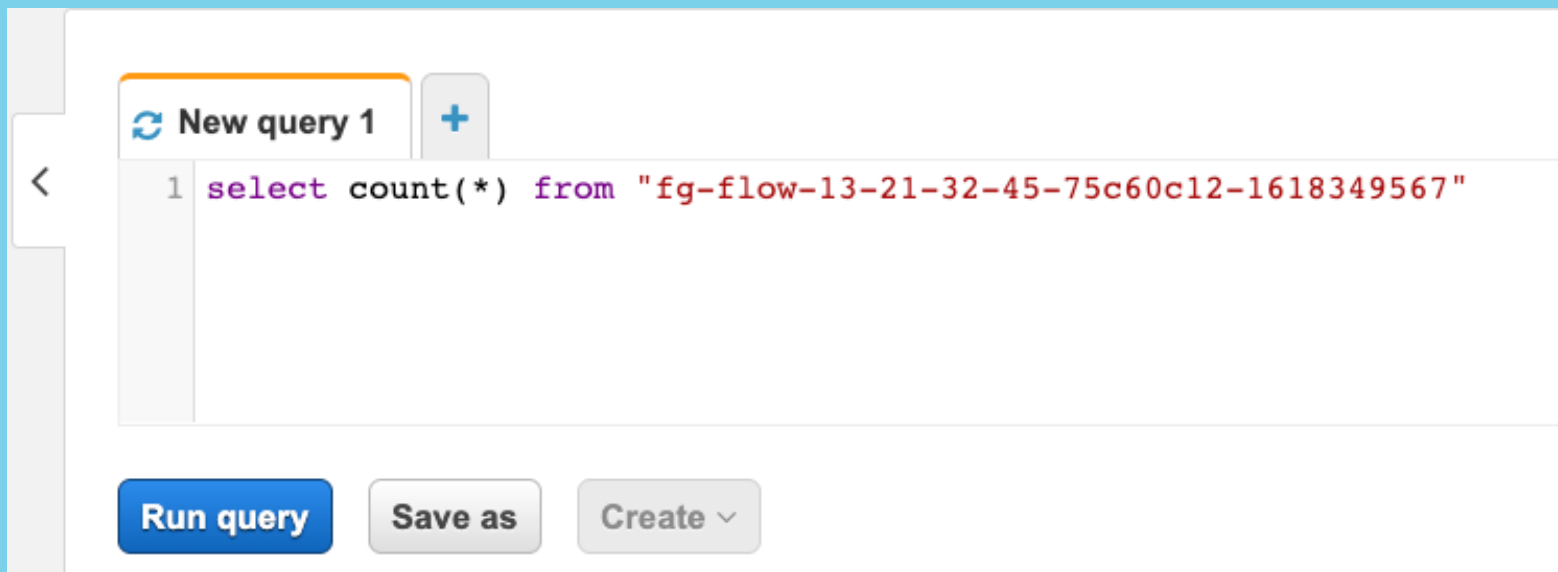 New query 1 +
1 select count(*) from "fg-flow-13-21-32-45-75c60c12-1618349567"
Run query Save as Create